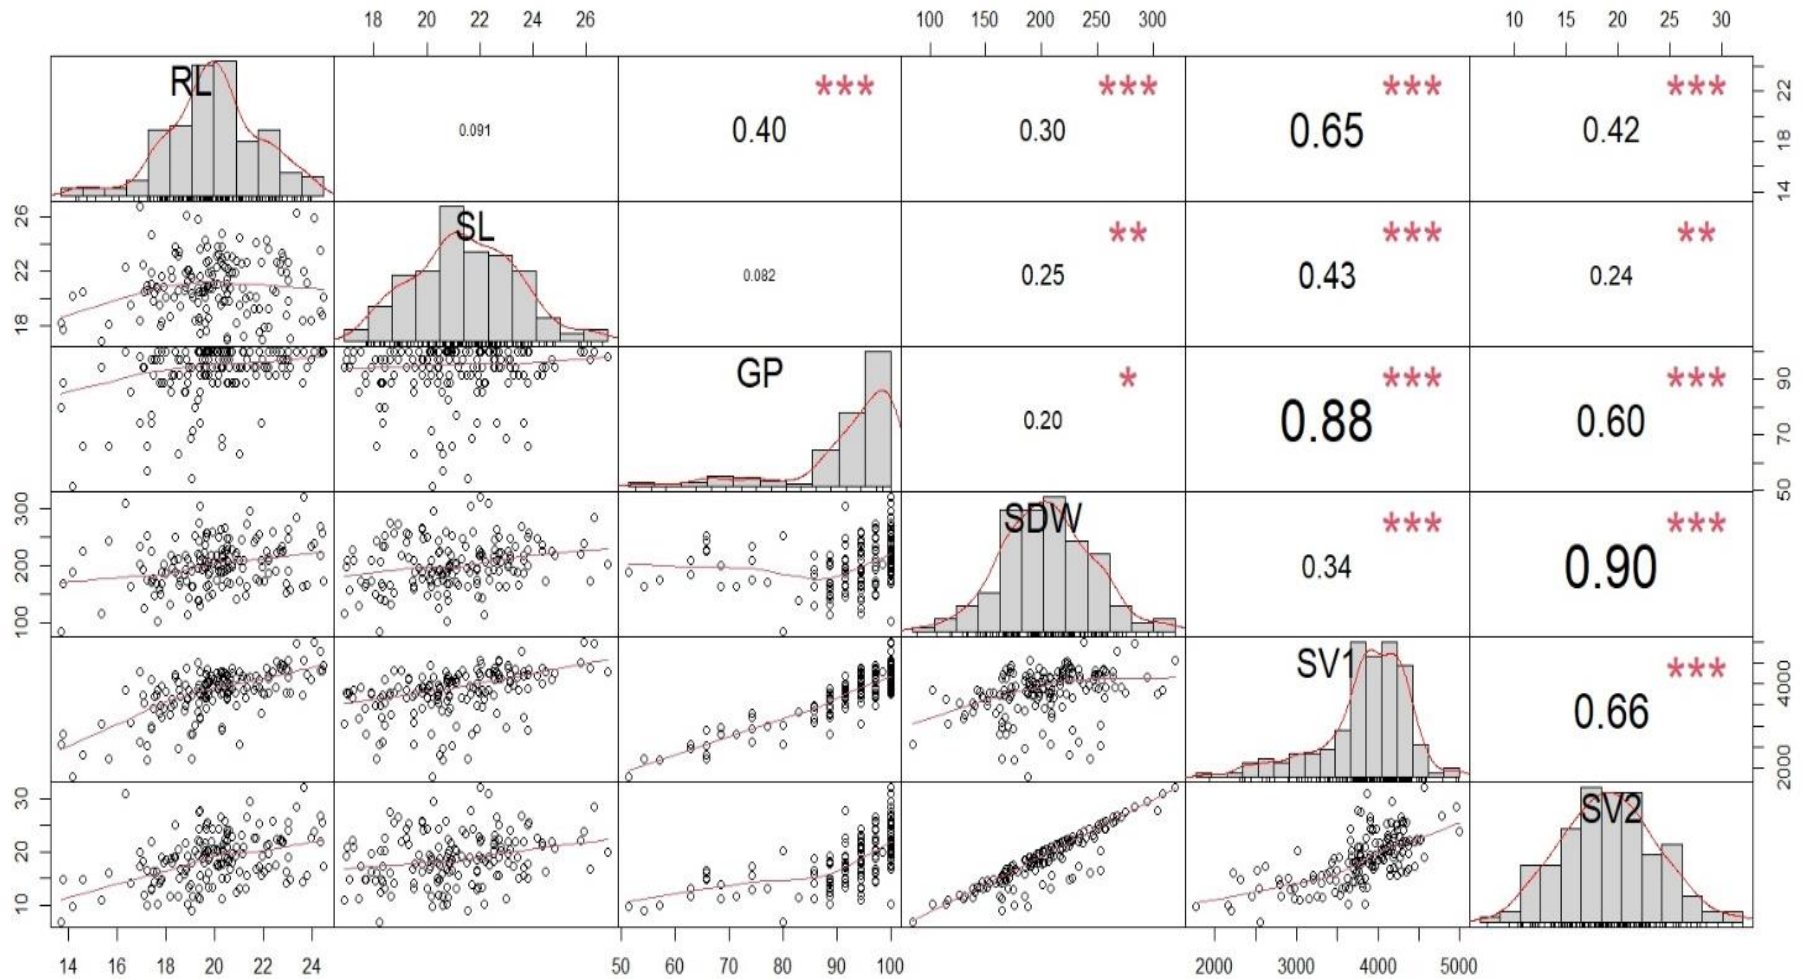 18 20 22 24 26 100 150 200 250 300 10 15 20 25 30
RL 0.091 0.40 *** 0.30 *** 0.65 *** 0.42 *** 14 18 22
18 22 26 SL 0.082 0.25 ** 0.43 *** 0.24 **
GP 0.20 * 0.88 *** 0.60 *** 50 70 90
100 200 300 SDW 0.34 *** 0.90 ***
SV1 0.66 *** 2000 4000
10 20 30 SV2
14 16 18 20 22 24 50 60 70 80 90 100 2000 3000 4000 5000